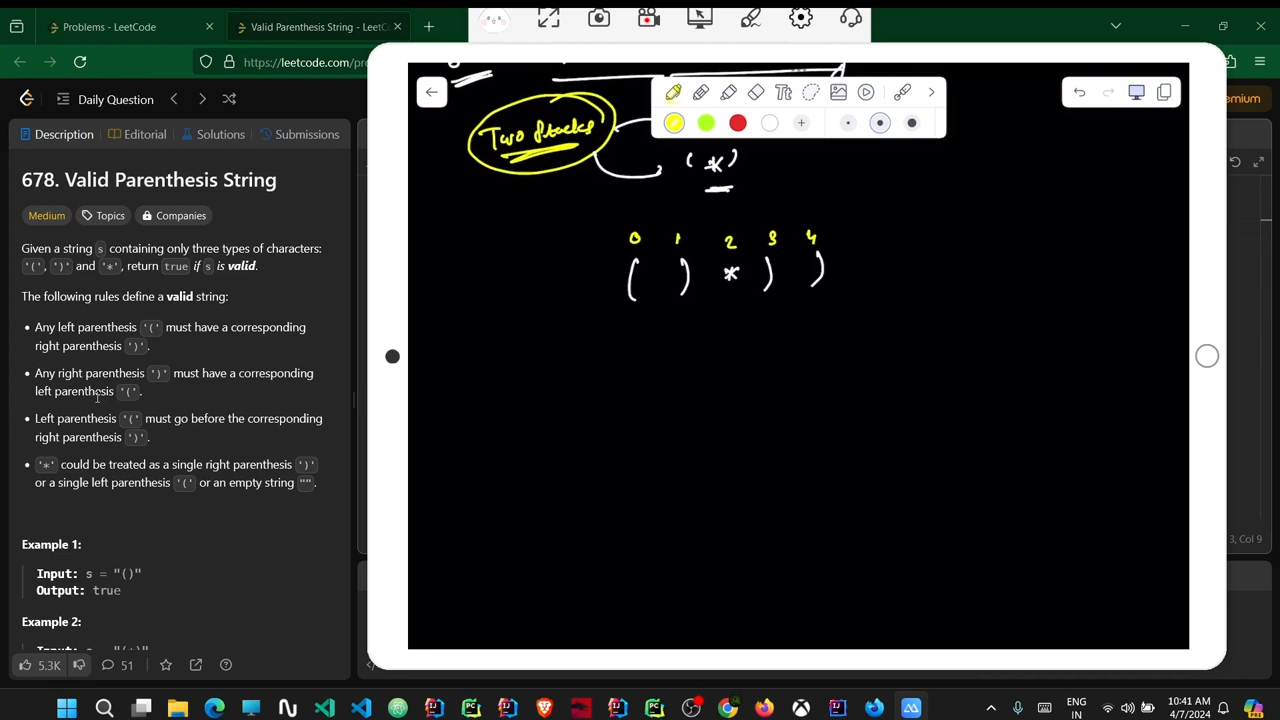 Problems - LeetCode
Valid Parenthesis String - LeetC
https://leetcode.com/pr
Daily Question
emium
Description
Editorial
Solutions
Submissions
678. Valid Parenthesis String
Medium
Topics
Companies
Given a string s containing only three types of characters:
'(', ')' and '*', return true if s is valid.
The following rules define a valid string:
• Any left parenthesis '(' must have a corresponding
right parenthesis ')'.
• Any right parenthesis ')' must have a corresponding
left parenthesis '('.
• Left parenthesis '(' must go before the corresponding
right parenthesis ')'.
• '*' could be treated as a single right parenthesis ')'
or a single left parenthesis '(' or an empty string "".
Example 1:
Input: s = "()"
Output: true
Example 2:
5.3K
51
Tt
Two Stacks
( * )
0 1 2 3 4
( ) * ) )
3, Col 9
ENG
IN
10:41 AM
4/7/2024